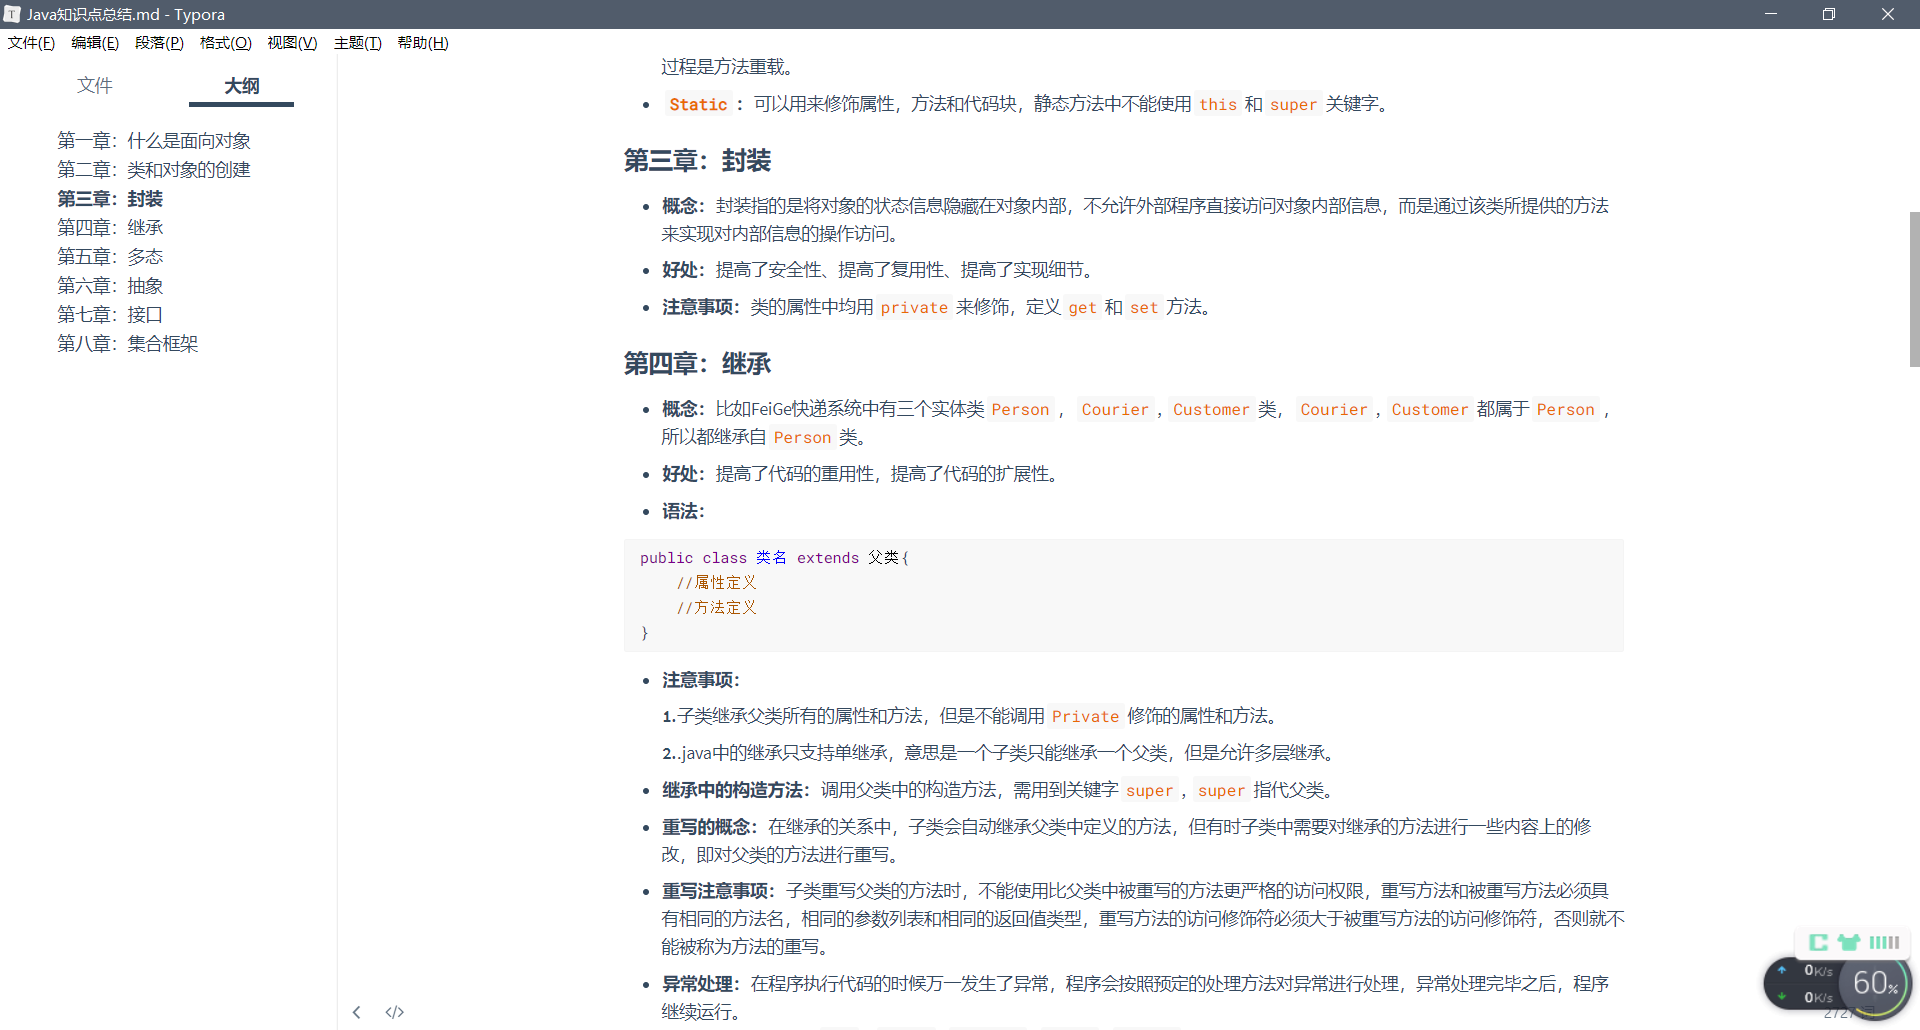 Java知识点总结.md - Typora
文件(F) 编辑(E) 段落(P) 格式(O) 视图(V) 主题(T) 帮助(H)
文件 大纲
第一章：什么是面向对象
第二章：类和对象的创建
第三章：封装
第四章：继承
第五章：多态
第六章：抽象
第七章：接口
第八章：集合框架
过程是方法重载。
Static：可以用来修饰属性，方法和代码块，静态方法中不能使用 this 和 super 关键字。
第三章：封装
概念：封装指的是将对象的状态信息隐藏在对象内部，不允许外部程序直接访问对象内部信息，而是通过该类所提供的方法
来实现对内部信息的操作访问。
好处：提高了安全性、提高了复用性、提高了实现细节。
注意事项：类的属性中均用 private 来修饰，定义 get 和 set 方法。
第四章：继承
概念：比如FeiGe快递系统中有三个实体类 Person ， Courier ，Customer 类， Courier ，Customer 都属于 Person ，
所以都继承自 Person 类。
好处：提高了代码的重用性，提高了代码的扩展性。
语法：
public class 类名 extends 父类{
//属性定义
//方法定义
}
注意事项：
1.子类继承父类所有的属性和方法，但是不能调用 Private 修饰的属性和方法。
2..java中的继承只支持单继承，意思是一个子类只能继承一个父类，但是允许多层继承。
继承中的构造方法：调用父类中的构造方法，需用到关键字 super ，super 指代父类。
重写的概念：在继承的关系中，子类会自动继承父类中定义的方法，但有时子类中需要对继承的方法进行一些内容上的修
改，即对父类的方法进行重写。
重写注意事项：子类重写父类的方法时，不能使用比父类中被重写的方法更严格的访问权限，重写方法和被重写方法必须具
有相同的方法名，相同的参数列表和相同的返回值类型，重写方法的访问修饰符必须大于被重写方法的访问修饰符，否则就不
能被称为方法的重写。
异常处理：在程序执行代码的时候万一发生了异常，程序会按照预定的处理方法对异常进行处理，异常处理完毕之后，程序
继续运行。
0K/s
0K/s
60%